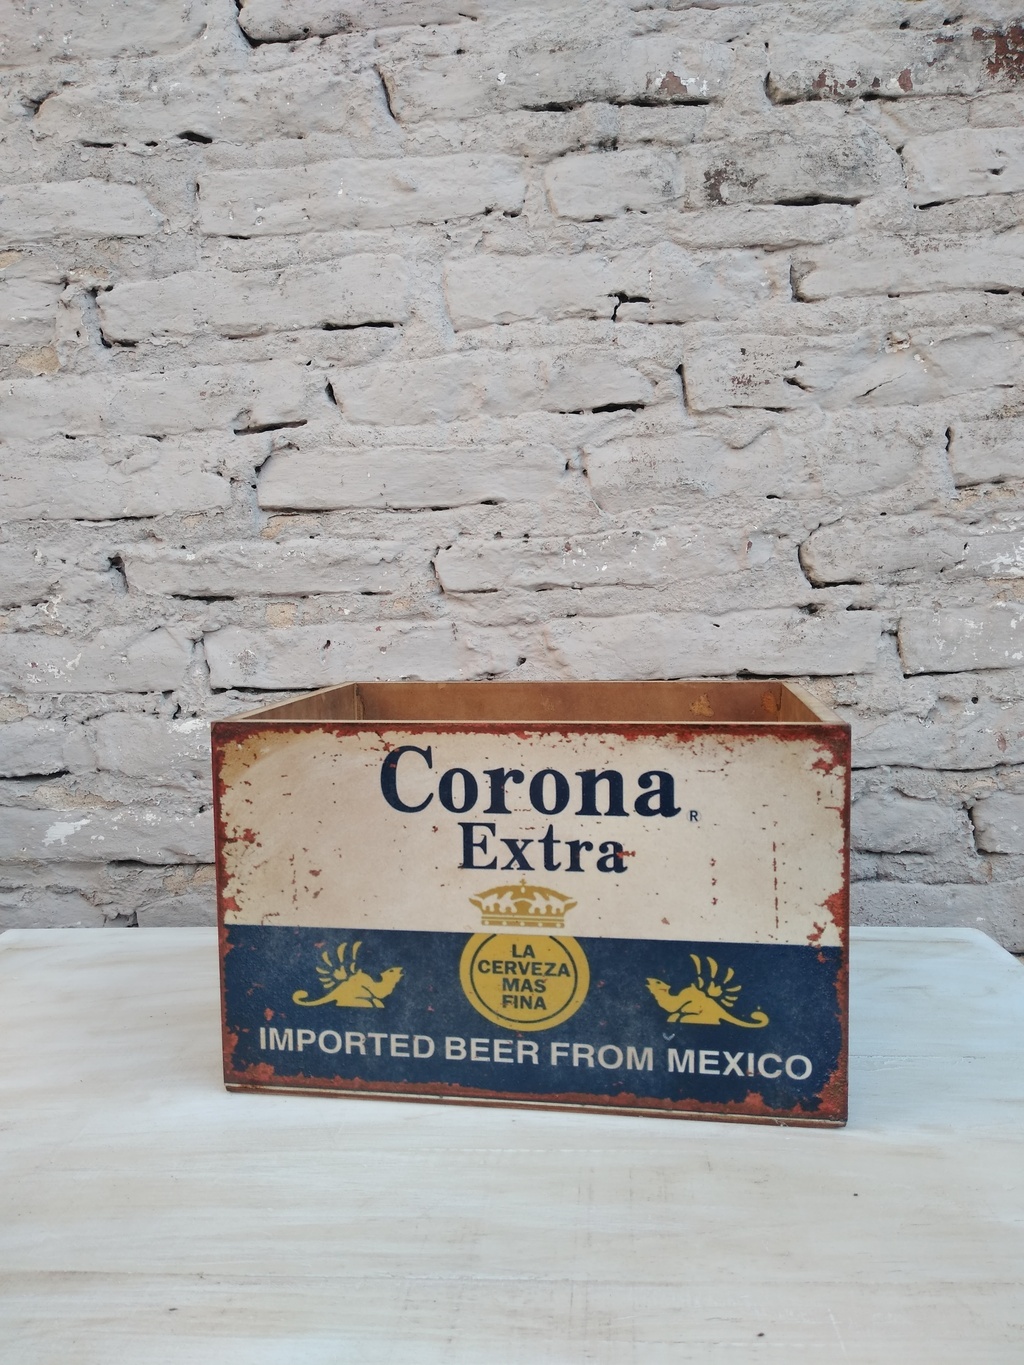 Corona
Extra
®
LA
CERVEZA
MAS
FINA
IMPORTED BEER FROM MEXICO